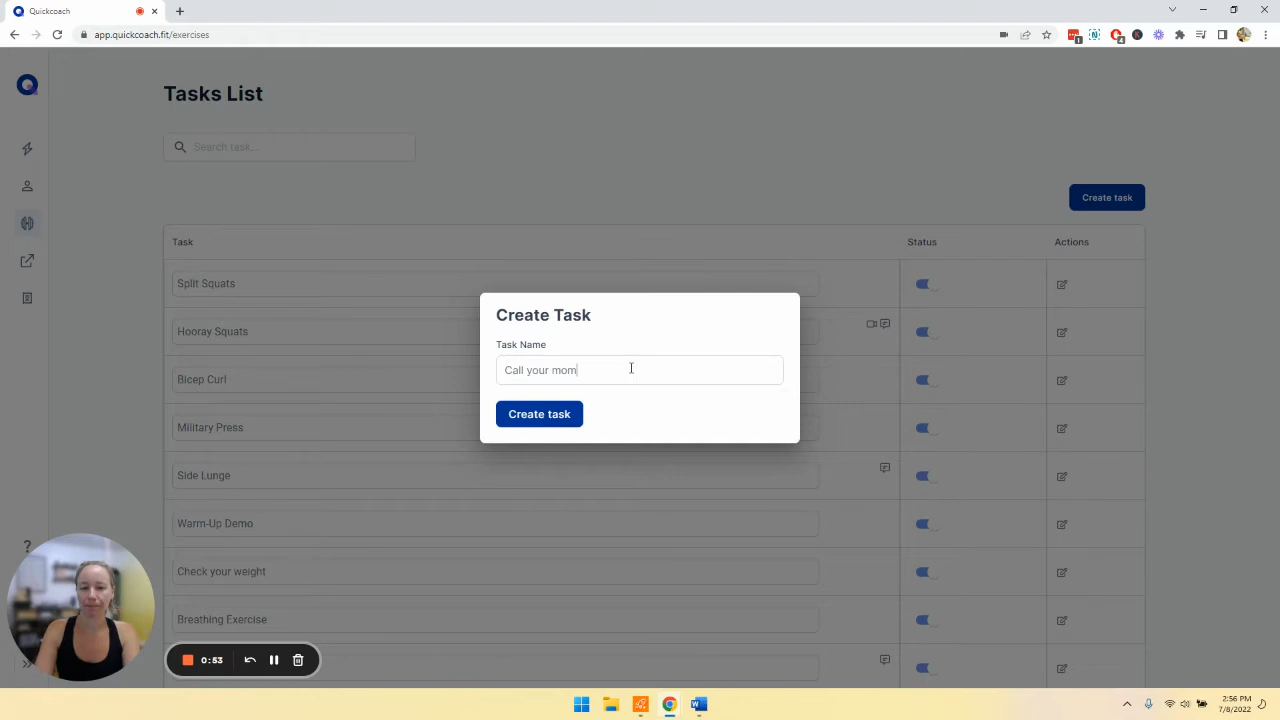 Quickcoach
app.quickcoach.fit/exercises
1
4
Tasks List
Search task...
Create task
Task
Status
Actions
Split Squats
Hooray Squats
Bicep Curl
Military Press
Side Lunge
Warm-Up Demo
Check your weight
Breathing Exercise
Create Task
Task Name
Call your mom
Create task
?
0:53
2:56 PM
7/8/2022